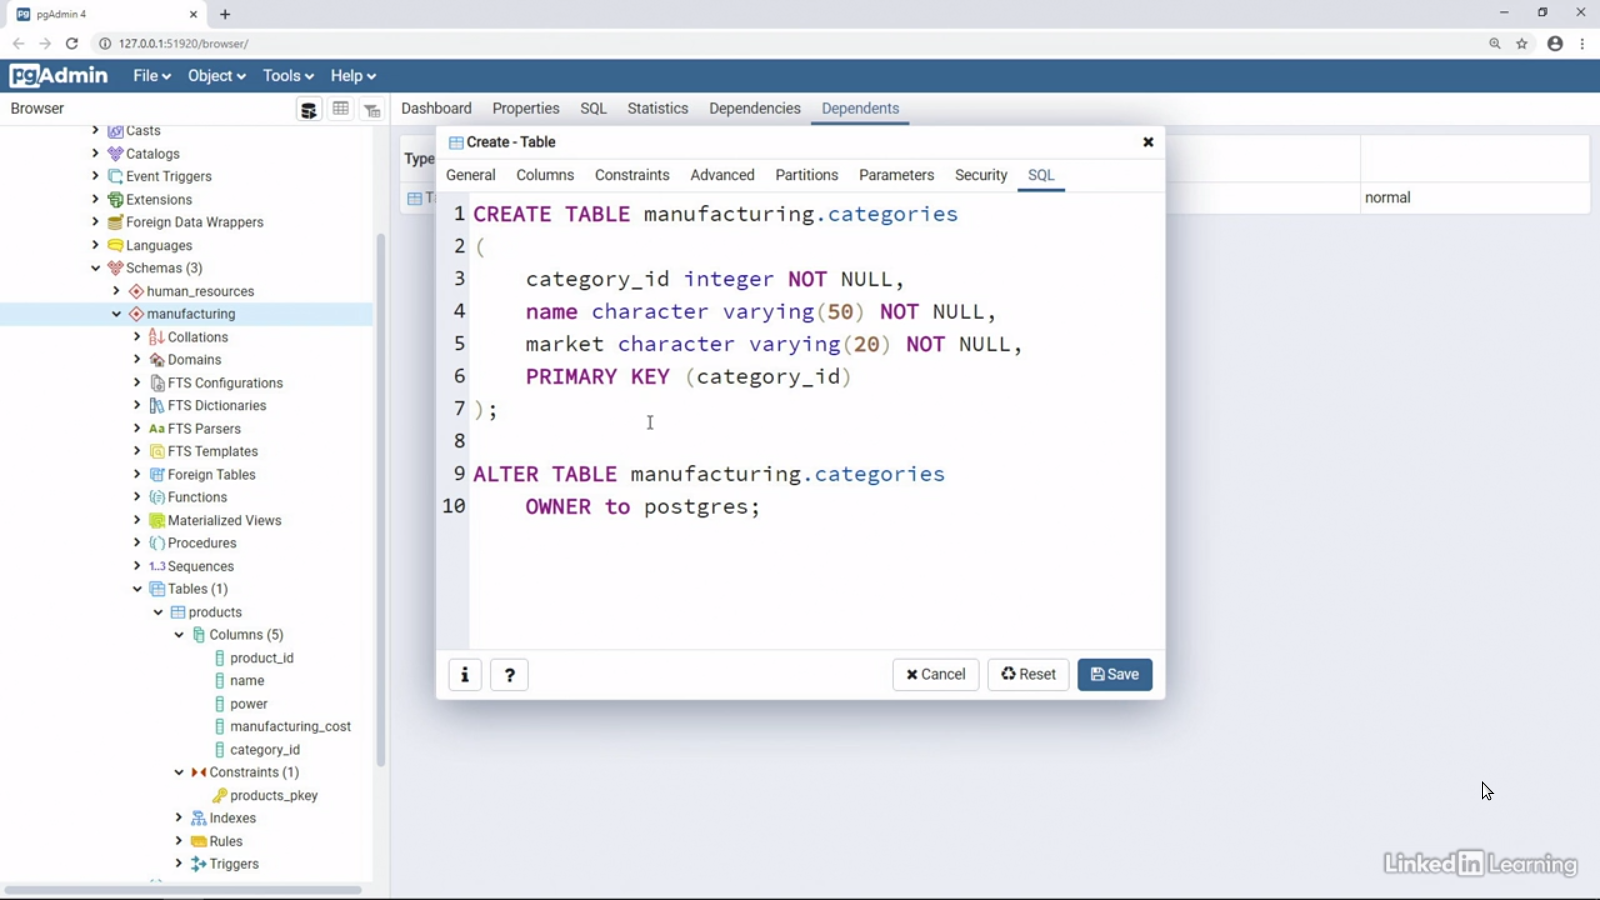 pgAdmin 4
127.0.0.1:51920/browser/
pgAdmin File Object Tools Help
Browser
Dashboard Properties SQL Statistics Dependencies Dependents
Casts
Catalogs
Event Triggers
Extensions
Foreign Data Wrappers
Languages
Schemas (3)
human_resources
manufacturing
Collations
Domains
FTS Configurations
FTS Dictionaries
Aa FTS Parsers
FTS Templates
Foreign Tables
Functions
Materialized Views
Procedures
1..3 Sequences
Tables (1)
products
Columns (5)
product_id
name
power
manufacturing_cost
category_id
Constraints (1)
products_pkey
Indexes
Rules
Triggers
Type
normal
Create - Table
General Columns Constraints Advanced Partitions Parameters Security SQL
1 CREATE TABLE manufacturing.categories
2 (
3 category_id integer NOT NULL,
4 name character varying(50) NOT NULL,
5 market character varying(20) NOT NULL,
6 PRIMARY KEY (category_id)
7 );
8
9 ALTER TABLE manufacturing.categories
10 OWNER to postgres;
i ? Cancel Reset Save
Linked in Learning